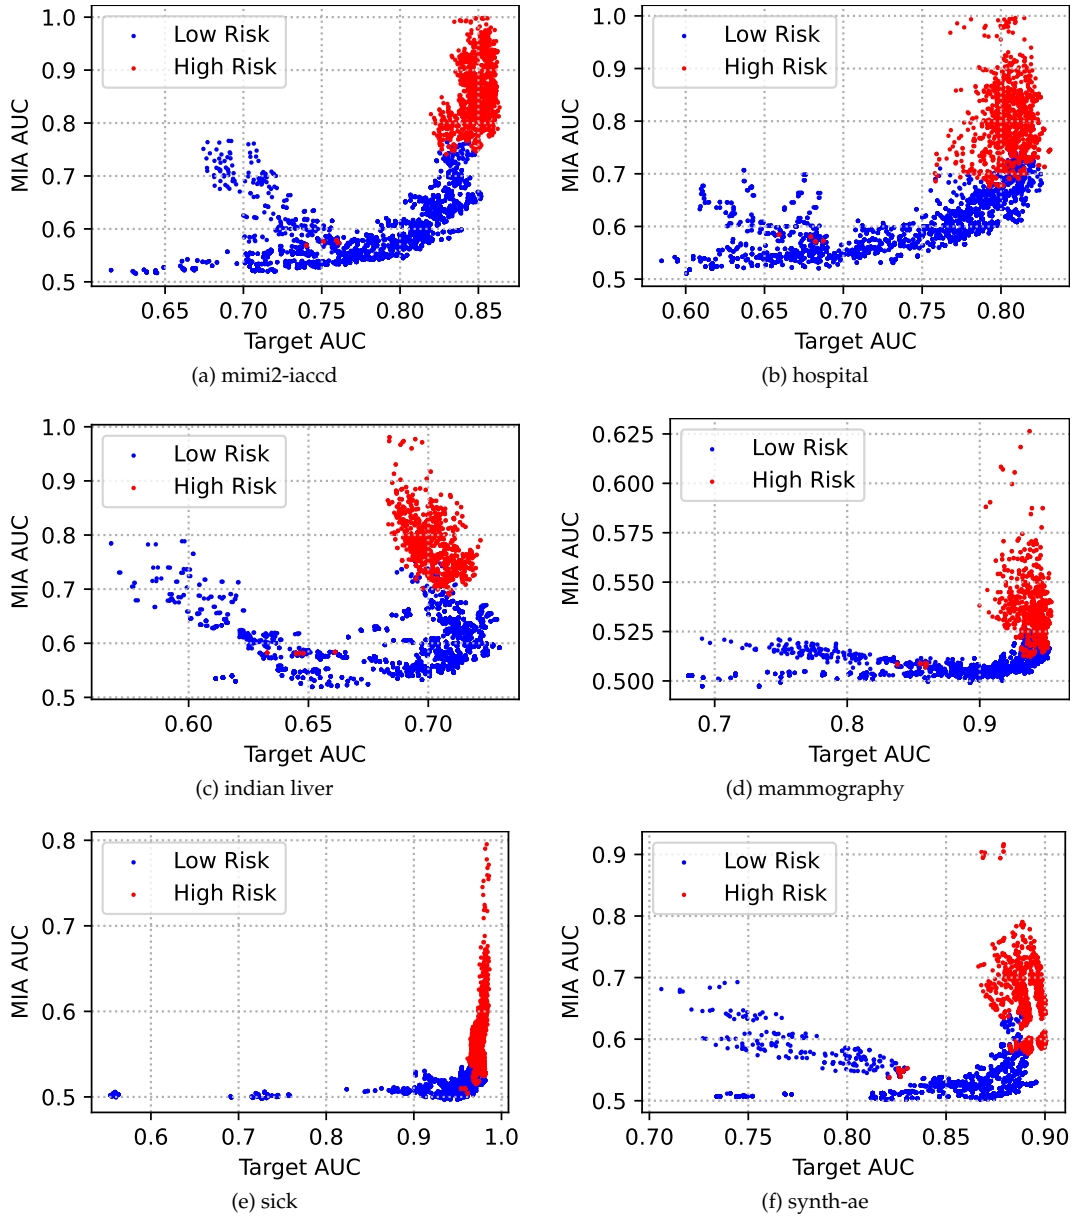 1.0
0.9
0.8
0.7
0.6
0.5
MIA AUC
Low Risk
High Risk
0.65 0.70 0.75 0.80 0.85
Target AUC
(a) mimi2-iaccd
1.0
0.9
0.8
0.7
0.6
0.5
MIA AUC
Low Risk
High Risk
0.60 0.65 0.70 0.75 0.80
Target AUC
(b) hospital
1.0
0.9
0.8
0.7
0.6
0.5
MIA AUC
Low Risk
High Risk
0.60 0.65 0.70
Target AUC
(c) indian liver
0.625
0.600
0.575
0.550
0.525
0.500
MIA AUC
Low Risk
High Risk
0.7 0.8 0.9
Target AUC
(d) mammography
0.8
0.7
0.6
0.5
MIA AUC
Low Risk
High Risk
0.6 0.7 0.8 0.9 1.0
Target AUC
(e) sick
0.9
0.8
0.7
0.6
0.5
MIA AUC
Low Risk
High Risk
0.70 0.75 0.80 0.85 0.90
Target AUC
(f) synth-ae